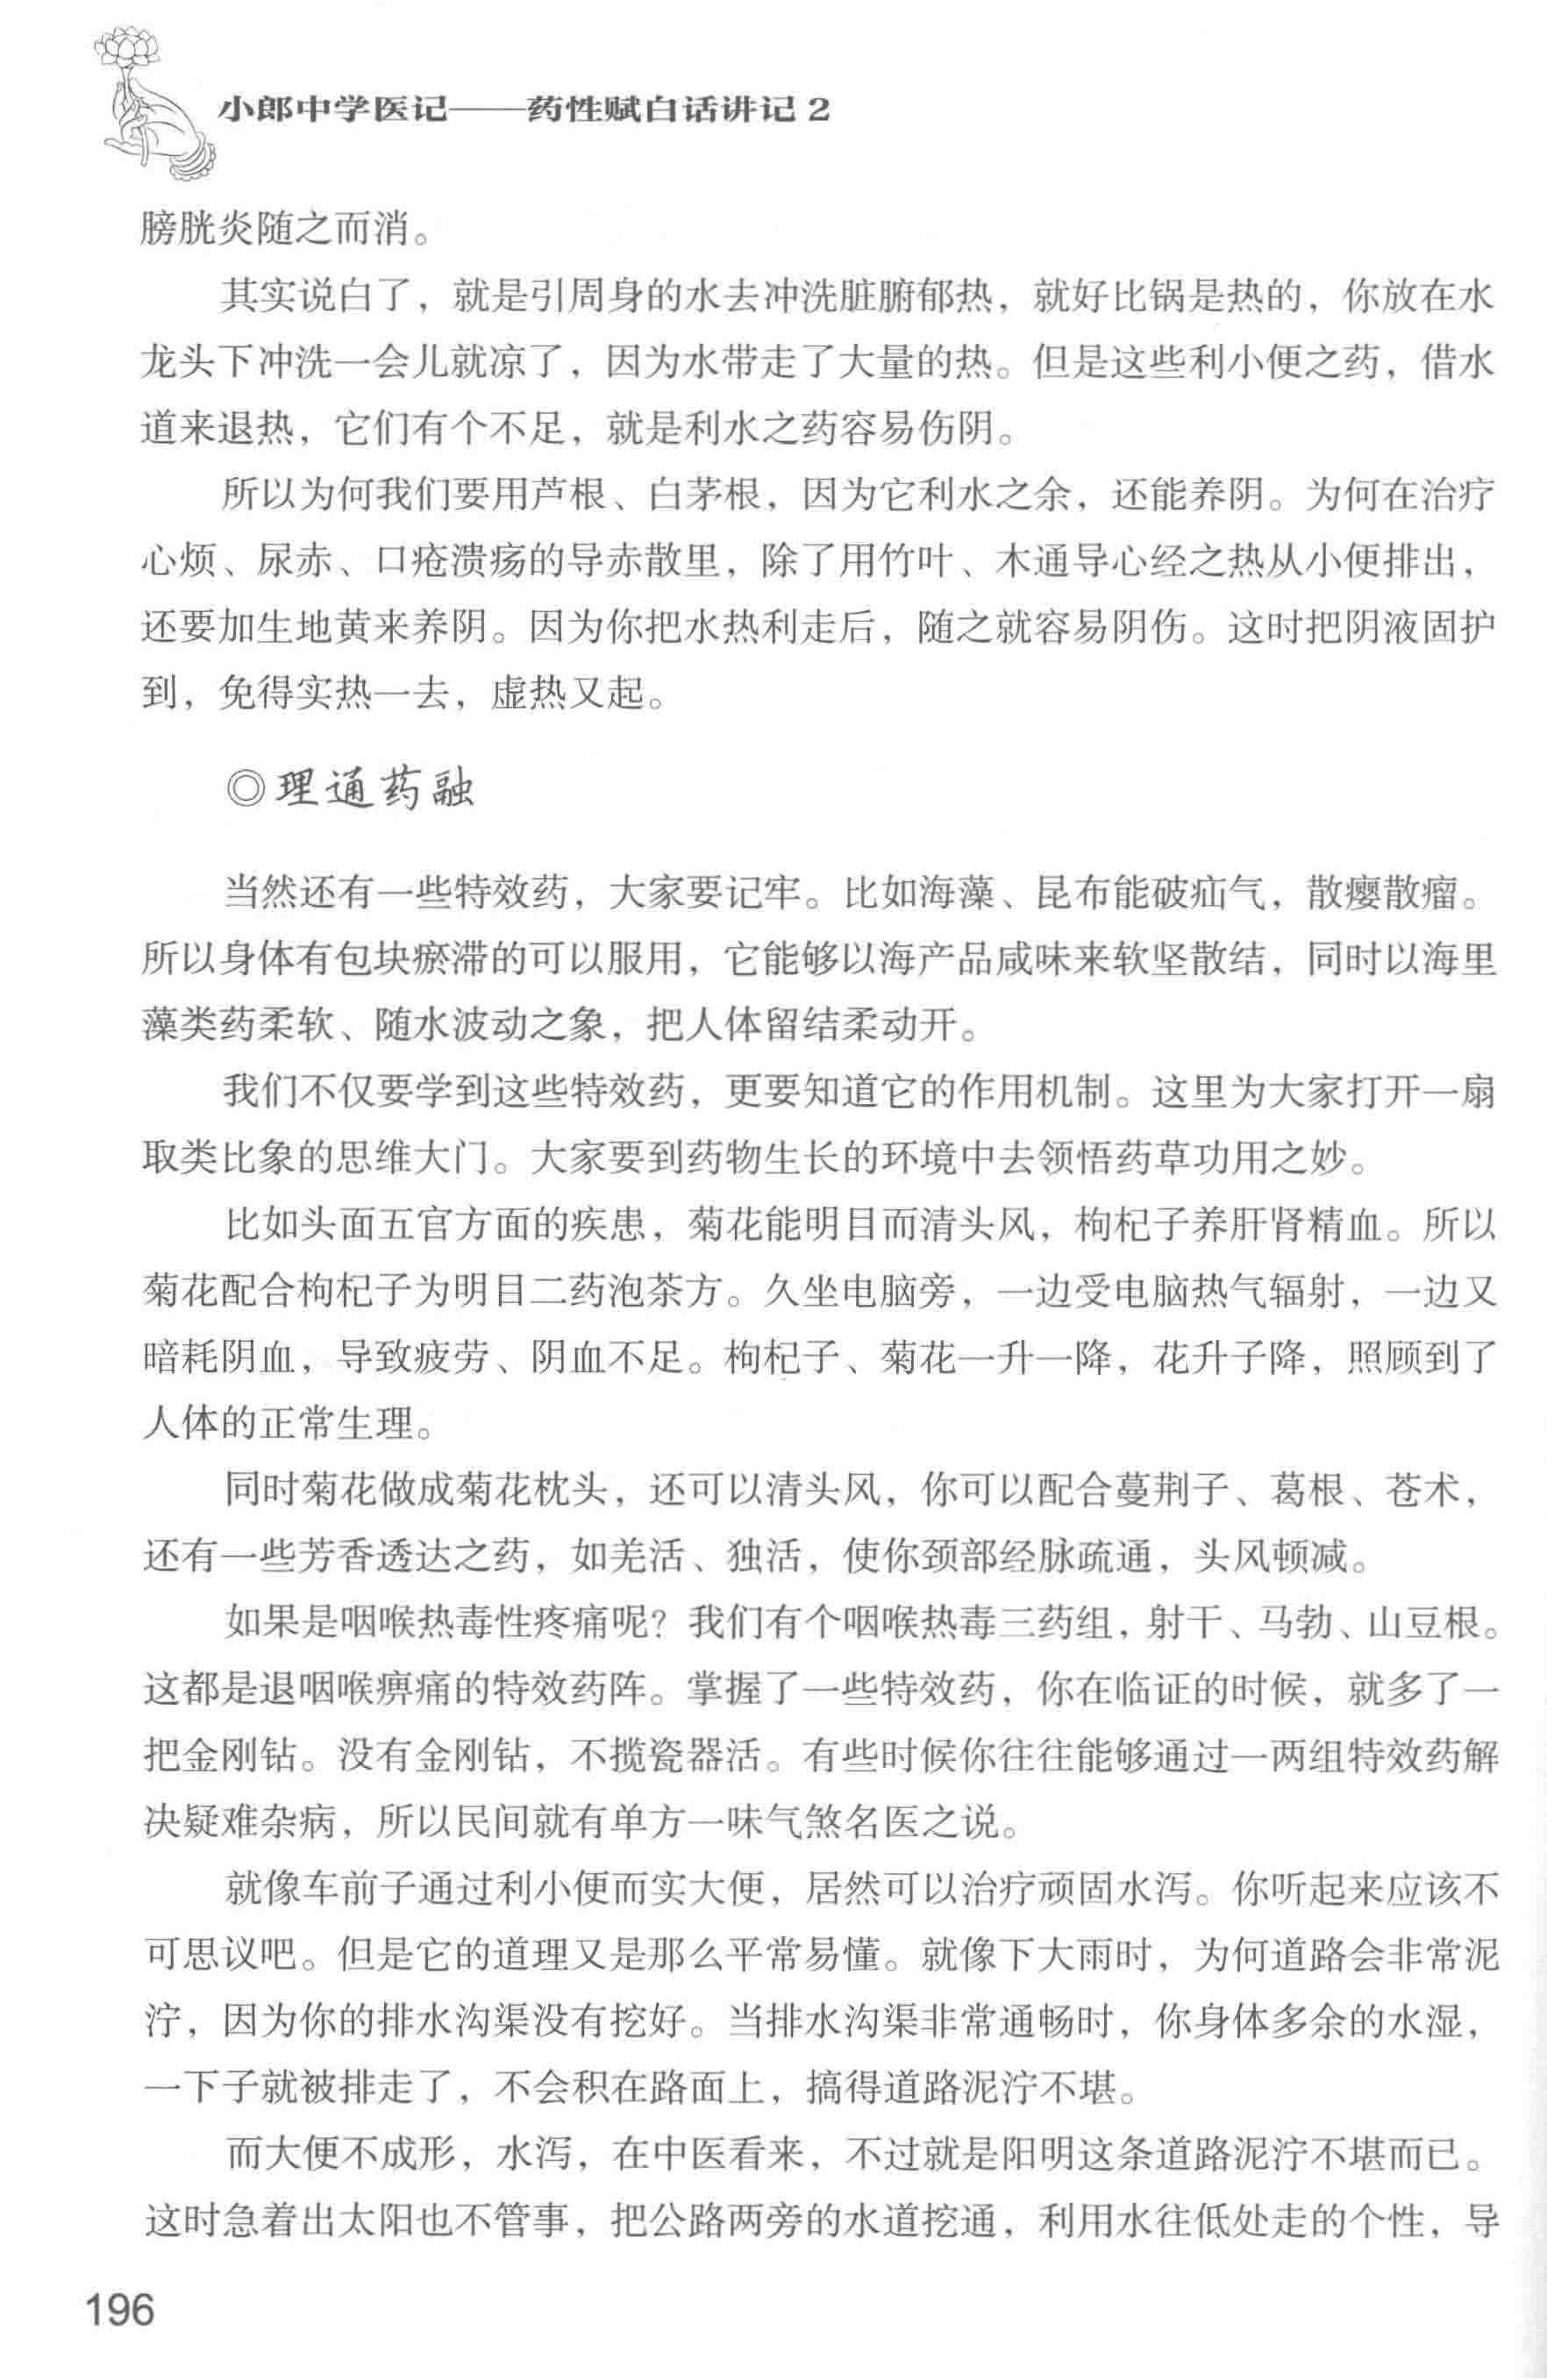 小郎中学医记——药性赋白话讲记 2
膀胱炎随之而消。
其实说白了，就是引周身的水去冲洗脏腑郁热，就好比锅是热的，你放在水
龙头下冲洗一会儿就凉了，因为水带走了大量的热。但是这些利小便之药，借水
道来退热，它们有个不足，就是利水之药容易伤阴。
所以为何我们要用芦根、白茅根，因为它利水之余，还能养阴。为何在治疗
心烦、尿赤、口疮溃疡的导赤散里，除了用竹叶、木通导心经之热从小便排出，
还要加生地黄来养阴。因为你把水热利走后，随之就容易阴伤。这时把阴液固护
到，免得实热一去，虚热又起。
◎理通药融
当然还有一些特效药，大家要记牢。比如海藻、昆布能破疝气，散瘿散瘤。
所以身体有包块瘀滞的可以服用，它能够以海产品咸味来软坚散结，同时以海里
藻类药柔软、随水波动之象，把人体留结柔动开。
我们不仅要学到这些特效药，更要知道它的作用机制。这里为大家打开一扇
取类比象的思维大门。大家要到药物生长的环境中去领悟药草功用之妙。
比如头面五官方面的疾患，菊花能明目而清头风，枸杞子养肝肾精血。所以
菊花配合枸杞子为明目二药泡茶方。久坐电脑旁，一边受电脑热气辐射，一边又
暗耗阴血，导致疲劳、阴血不足。枸杞子、菊花一升一降，花升子降，照顾到了
人体的正常生理。
同时菊花做成菊花枕头，还可以清头风，你可以配合蔓荆子、葛根、苍术，
还有一些芳香透达之药，如羌活、独活，使你颈部经脉疏通，头风顿减。
如果是咽喉热毒性疼痛呢？我们有个咽喉热毒三药组，射干、马勃、山豆根。
这都是退咽喉痹痛的特效药阵。掌握了一些特效药，你在临证的时候，就多了一
把金刚钻。没有金刚钻，不揽瓷器活。有些时候你往往能够通过一两组特效药解
决疑难杂病，所以民间就有单方一味气煞名医之说。
就像车前子通过利小便而实大便，居然可以治疗顽固水泻。你听起来应该不
可思议吧。但是它的道理又是那么平常易懂。就像下大雨时，为何道路会非常泥
泞，因为你的排水沟渠没有挖好。当排水沟渠非常通畅时，你身体多余的水湿，
一下子就被排走了，不会积在路面上，搞得道路泥泞不堪。
而大便不成形，水泻，在中医看来，不过就是阳明这条道路泥泞不堪而已。
这时急着出太阳也不管事，把公路两旁的水道挖通，利用水往低处走的个性，导
196